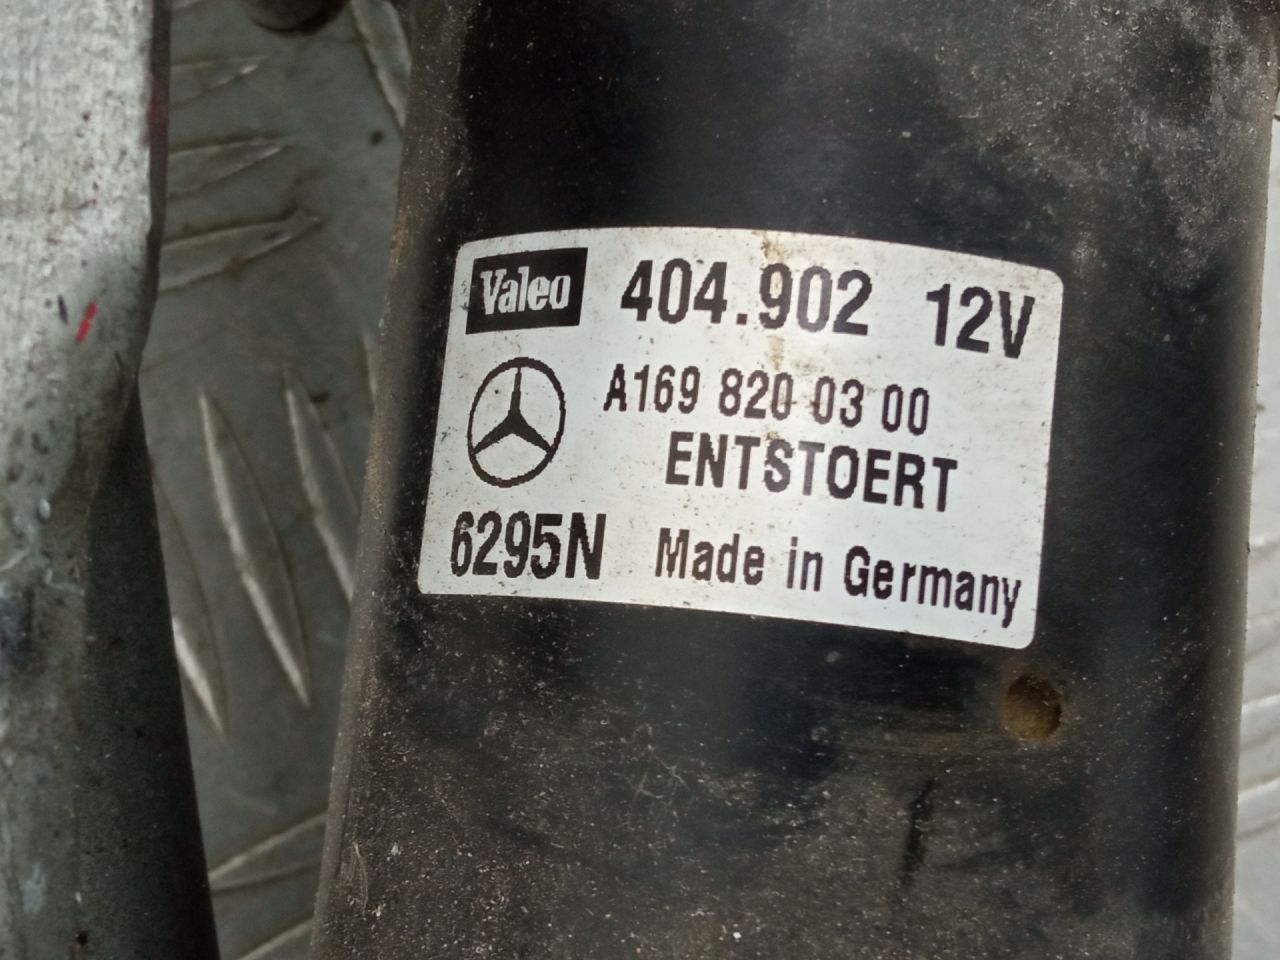 Valeo 404.902 12V
A169 820 03 00
ENTSTOERT
6295N Made in Germany